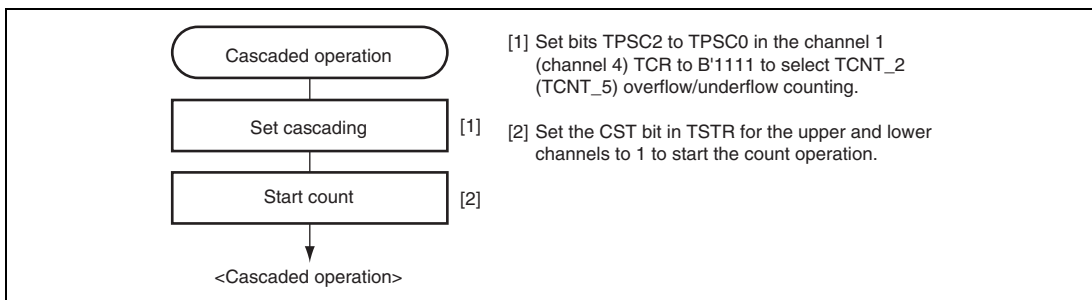 Cascaded operation
Set cascading
[1]
Start count
[2]
<Cascaded operation>
[1] Set bits TPSC2 to TPSC0 in the channel 1
(channel 4) TCR to B'1111 to select TCNT_2
(TCNT_5) overflow/underflow counting.
[2] Set the CST bit in TSTR for the upper and lower
channels to 1 to start the count operation.